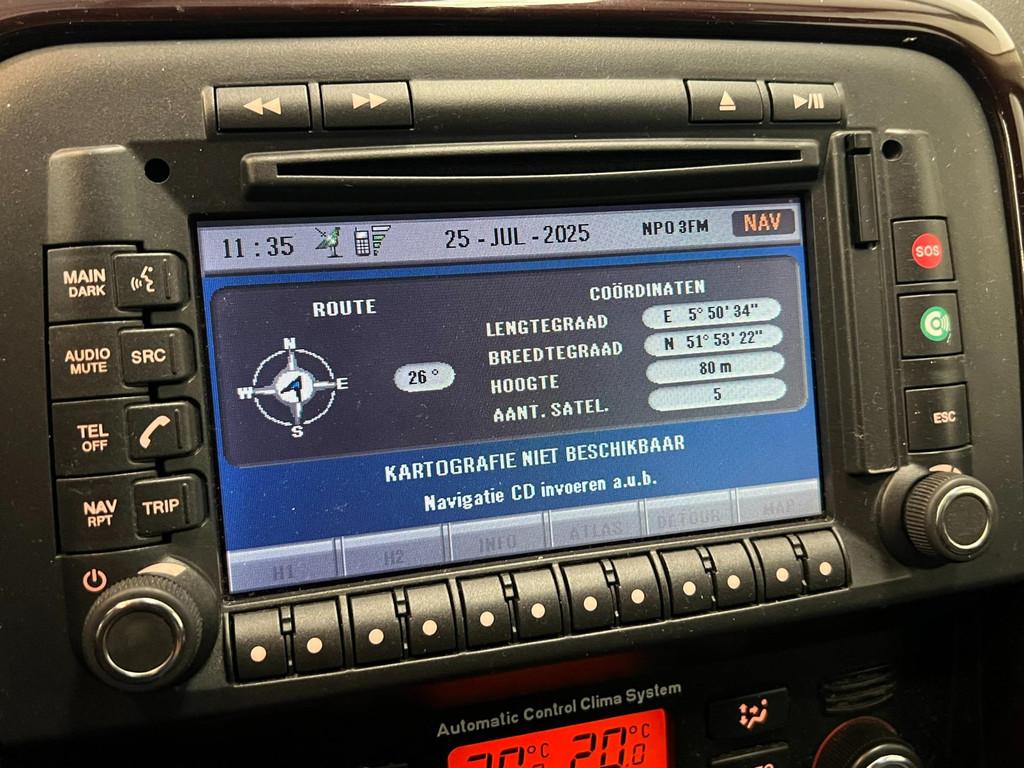 11 : 35 25 - JUL - 2025 NPO 3FM NAV
ROUTE
COÖRDINATEN
LENGTEGRAAD E 5° 50' 34"
BREEDTEGRAAD N 51° 53' 22"
HOOGTE 80 m
AANT. SATEL. 5
N
W E
S
26 °
KARTOGRAFIE NIET BESCHIKBAAR
Navigatie CD invoeren a.u.b.
H1 H2 INFO ATLAS DETOUR MAP
MAIN
DARK
AUDIO
MUTE
SRC
TEL
OFF
NAV
RPT
TRIP
SOS
ESC
Automatic Control Clima System
°C 20.0 °C